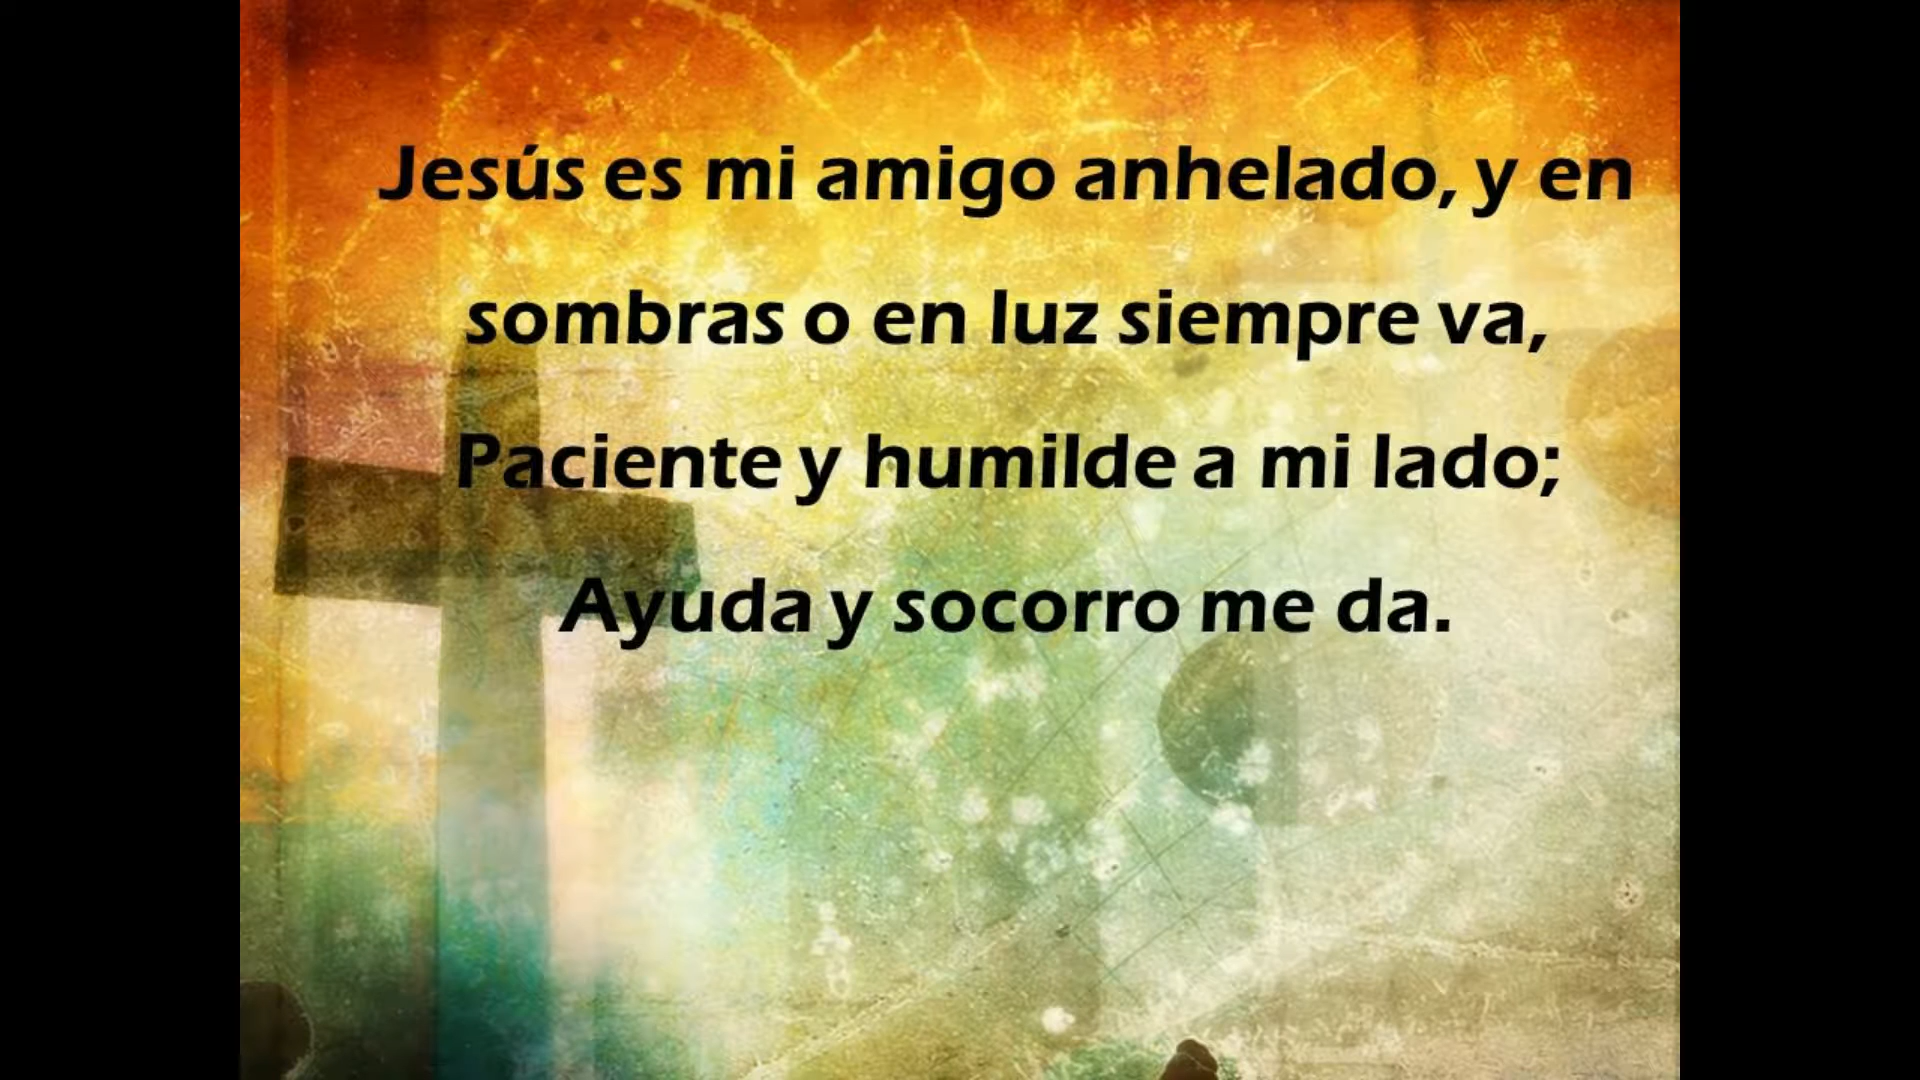 Jesús es mi amigo anhelado, y en
sombras o en luz siempre va,
Paciente y humilde a mi lado;
Ayuda y socorro me da.